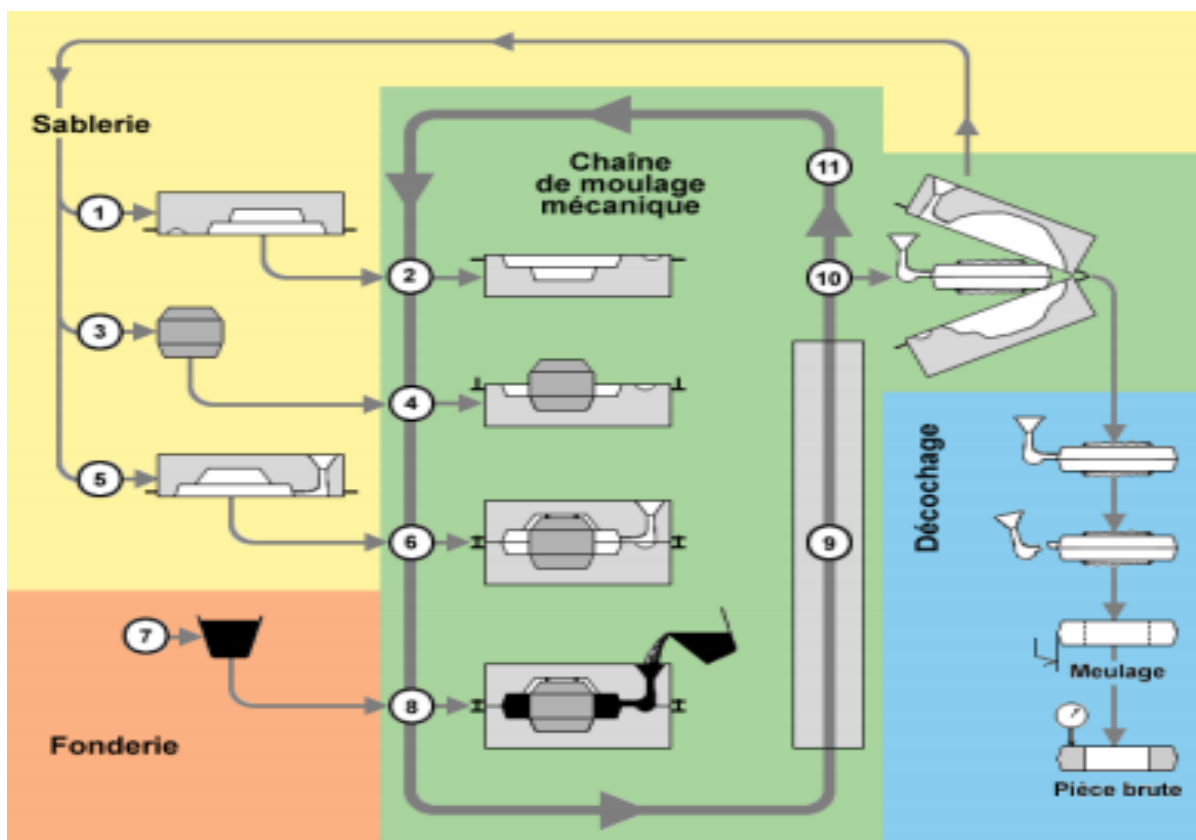 Sablerie
Chaîne
de moulage
mécanique
11
1
2
10
3
4
5
6
9
7
8
Fonderie
Décochage
Meulage
Pièce brute